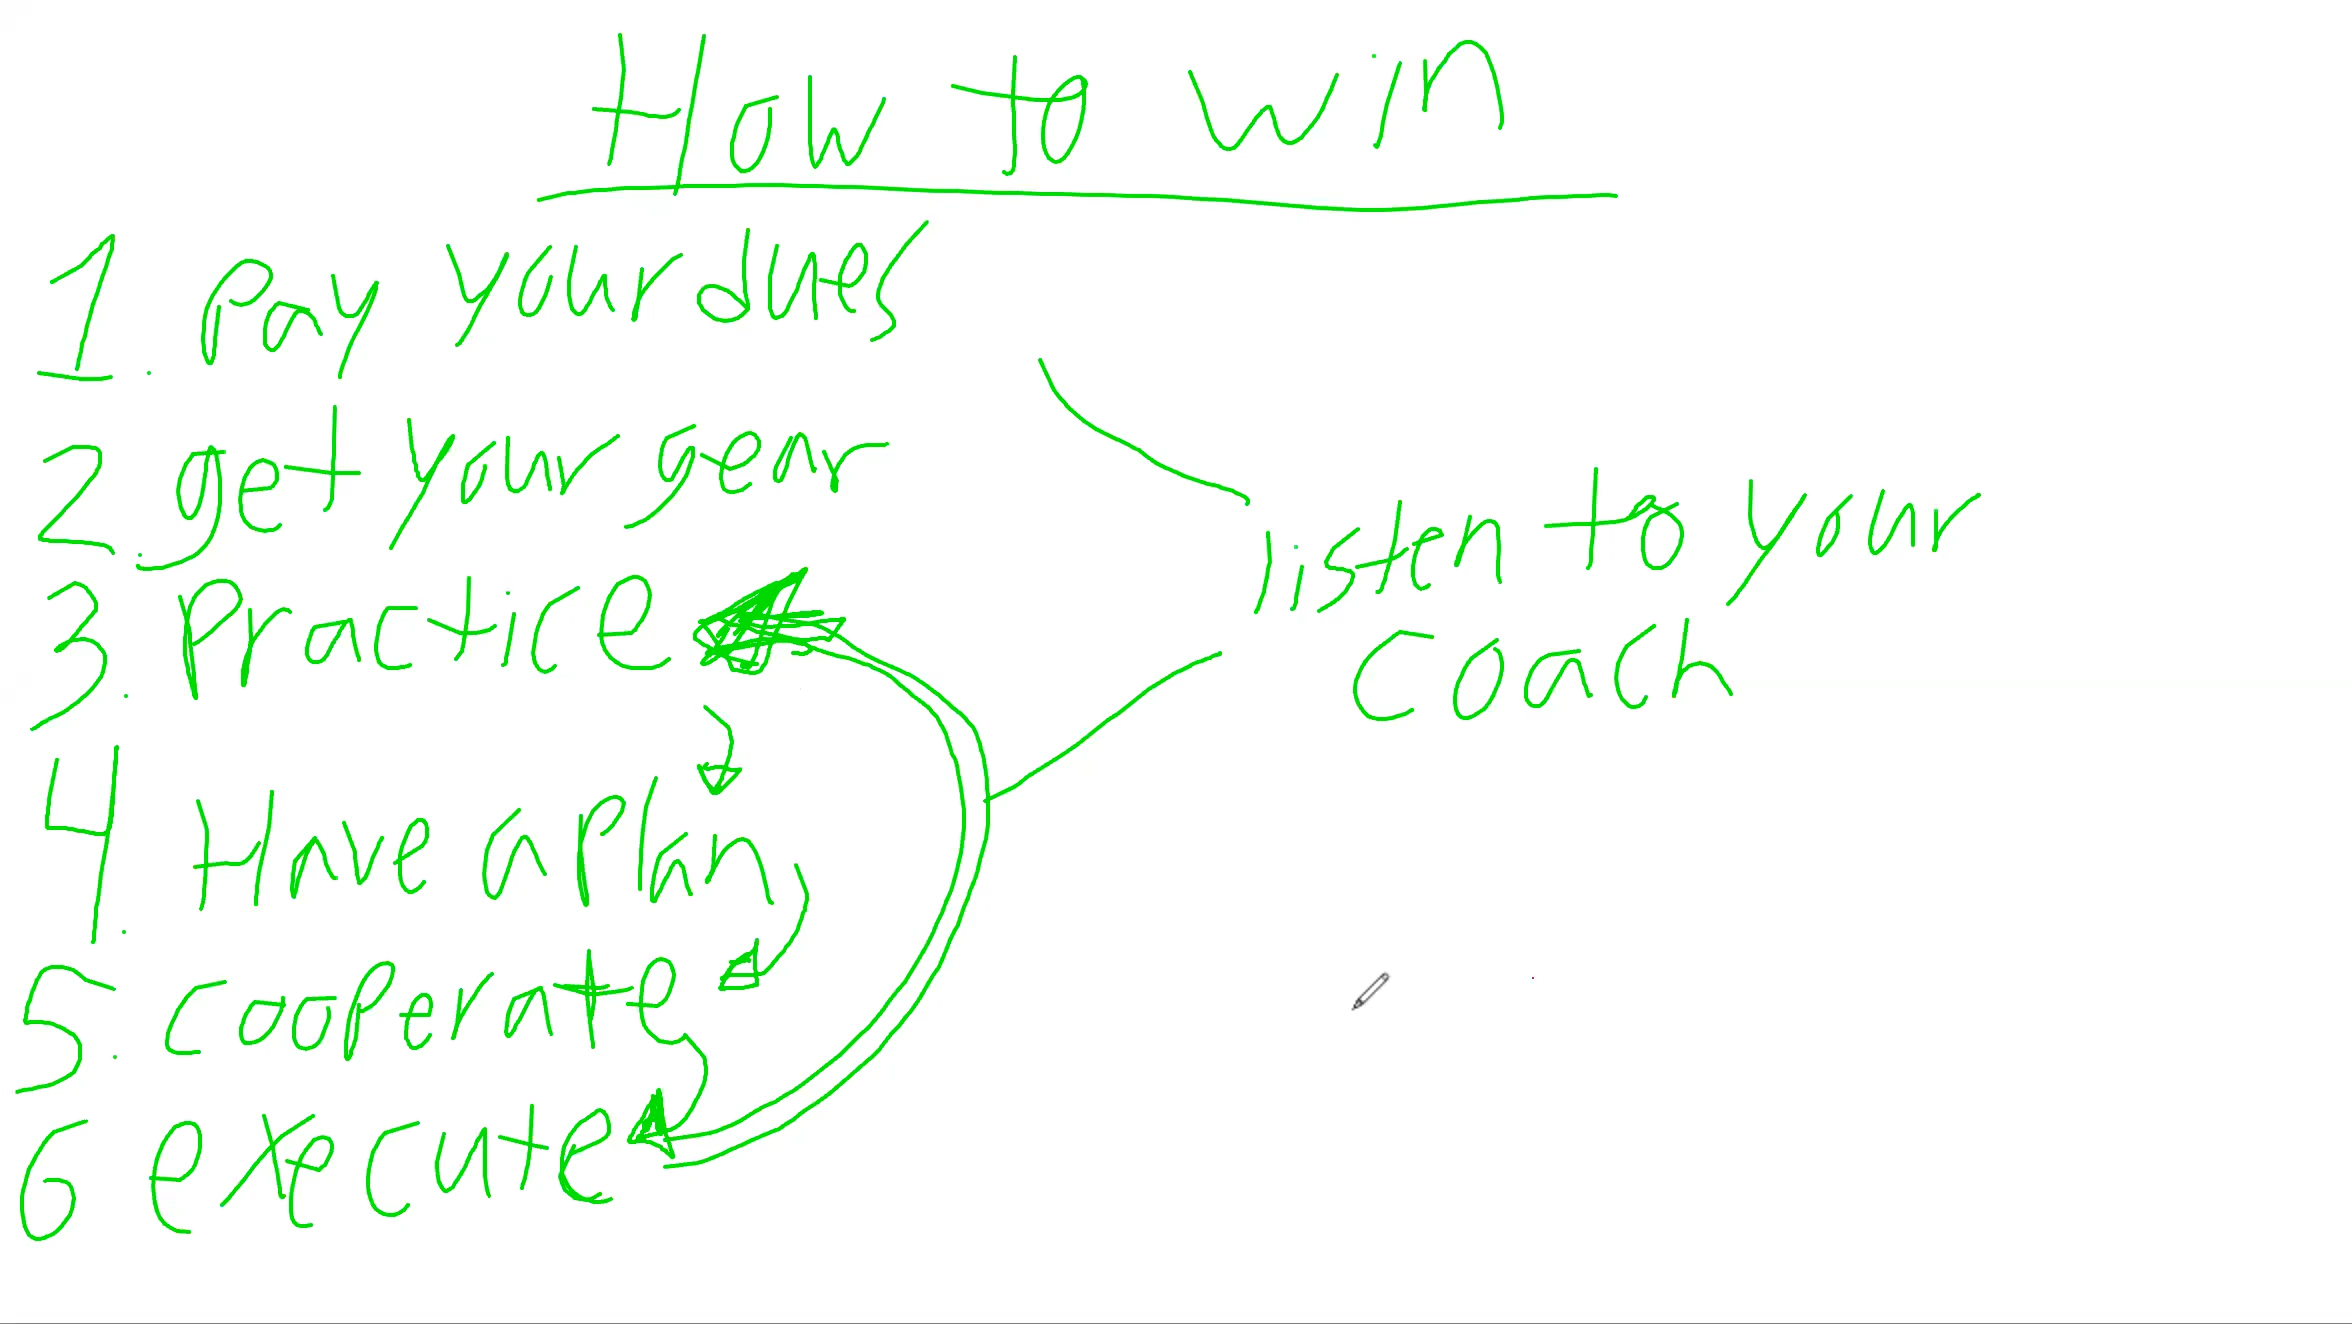 How to win
1. Pay your dues
2. get your gear
3. Practice
4. Have a plan
5. cooperate
6 execute
listen to your
coach